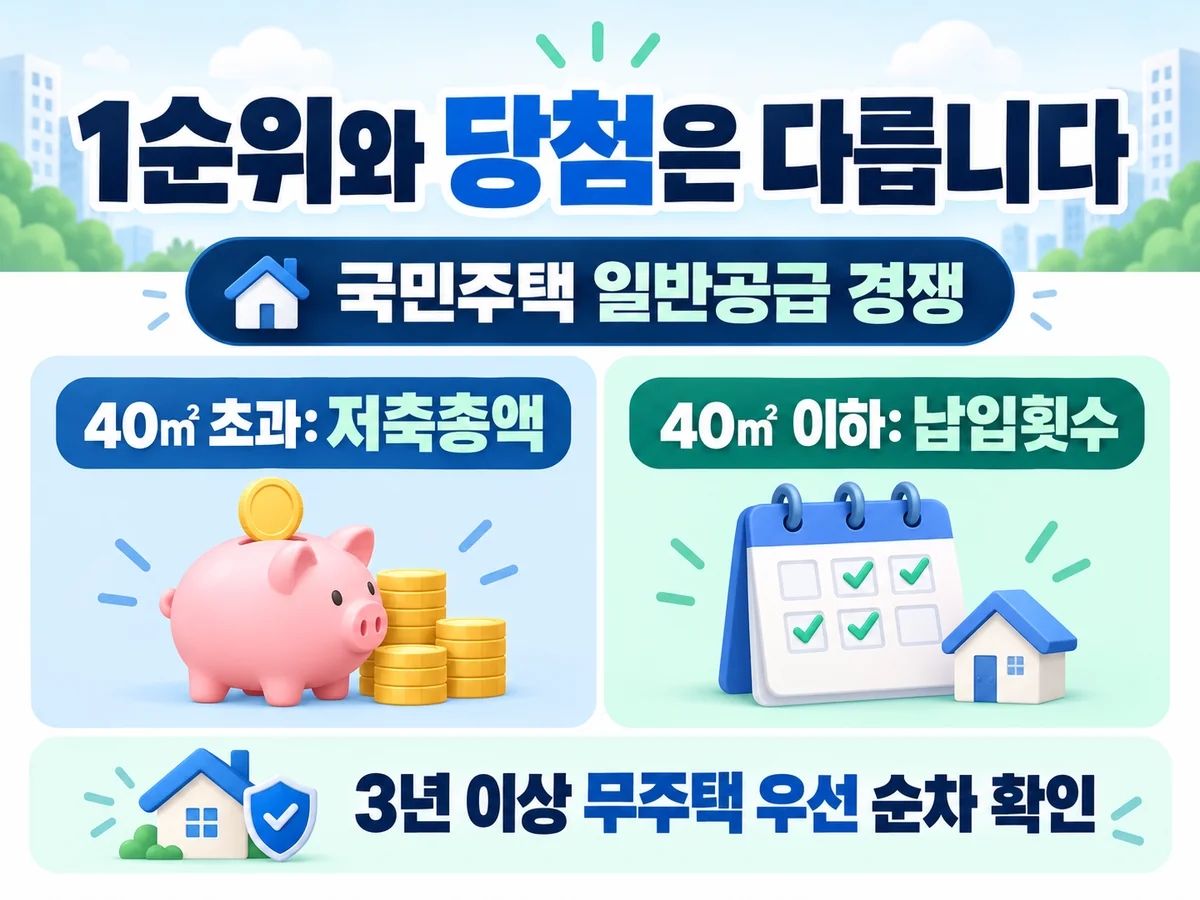 1순위와 당첨은 다릅니다
국민주택 일반공급 경쟁
40㎡ 초과: 저축총액
40㎡ 이하: 납입횟수
3년 이상 무주택 우선 순차 확인